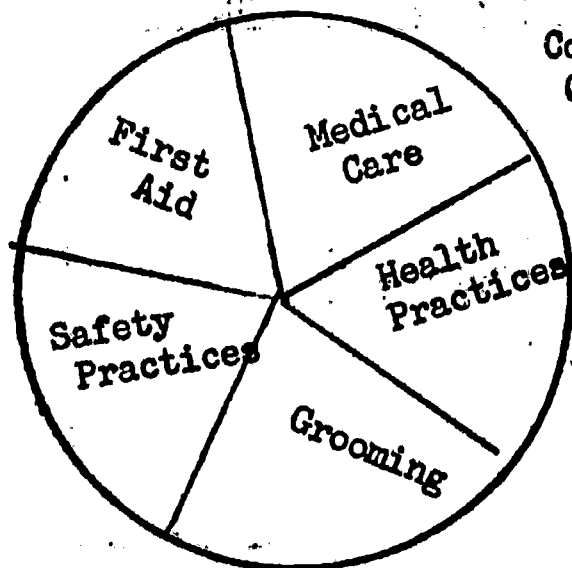 First
Aid
Medical
Care
Health
Practices
Safety
Practices
Grooming